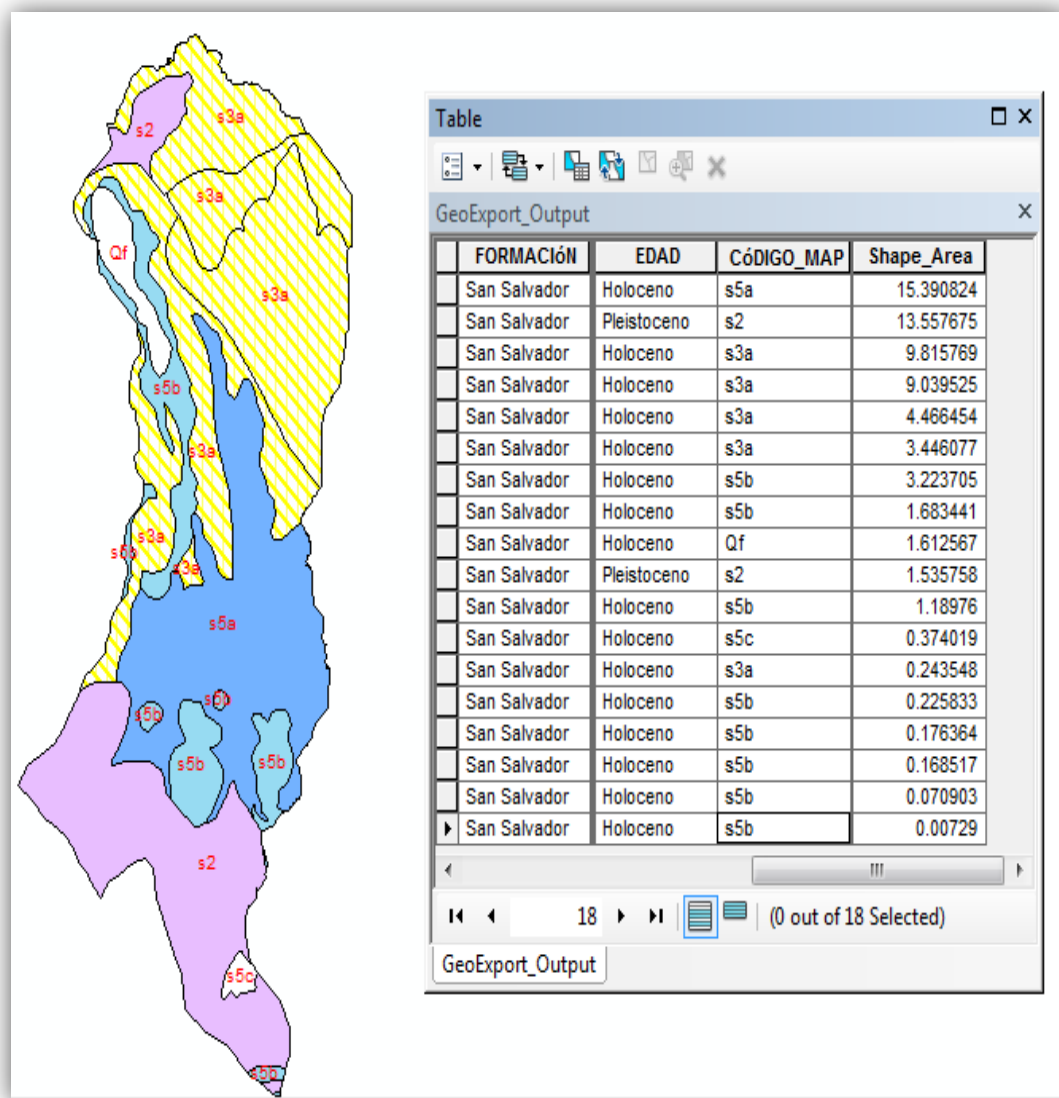 s3a
s2
s3a
Qf
s3a
s5b
s3a
s3a
s5b
s3a
s5a
s5b
s5b
s5b
s5b
s2
s5c
s5b
Table
GeoExport_Output
FORMACIóN EDAD CóDIGO_MAP Shape_Area
San Salvador Holoceno s5a 15.390824
San Salvador Pleistoceno s2 13.557675
San Salvador Holoceno s3a 9.815769
San Salvador Holoceno s3a 9.039525
San Salvador Holoceno s3a 4.466454
San Salvador Holoceno s3a 3.446077
San Salvador Holoceno s5b 3.223705
San Salvador Holoceno s5b 1.683441
San Salvador Holoceno Qf 1.612567
San Salvador Pleistoceno s2 1.535758
San Salvador Holoceno s5b 1.18976
San Salvador Holoceno s5c 0.374019
San Salvador Holoceno s3a 0.243548
San Salvador Holoceno s5b 0.225833
San Salvador Holoceno s5b 0.176364
San Salvador Holoceno s5b 0.168517
San Salvador Holoceno s5b 0.070903
San Salvador Holoceno s5b 0.00729
18 (0 out of 18 Selected)
GeoExport_Output